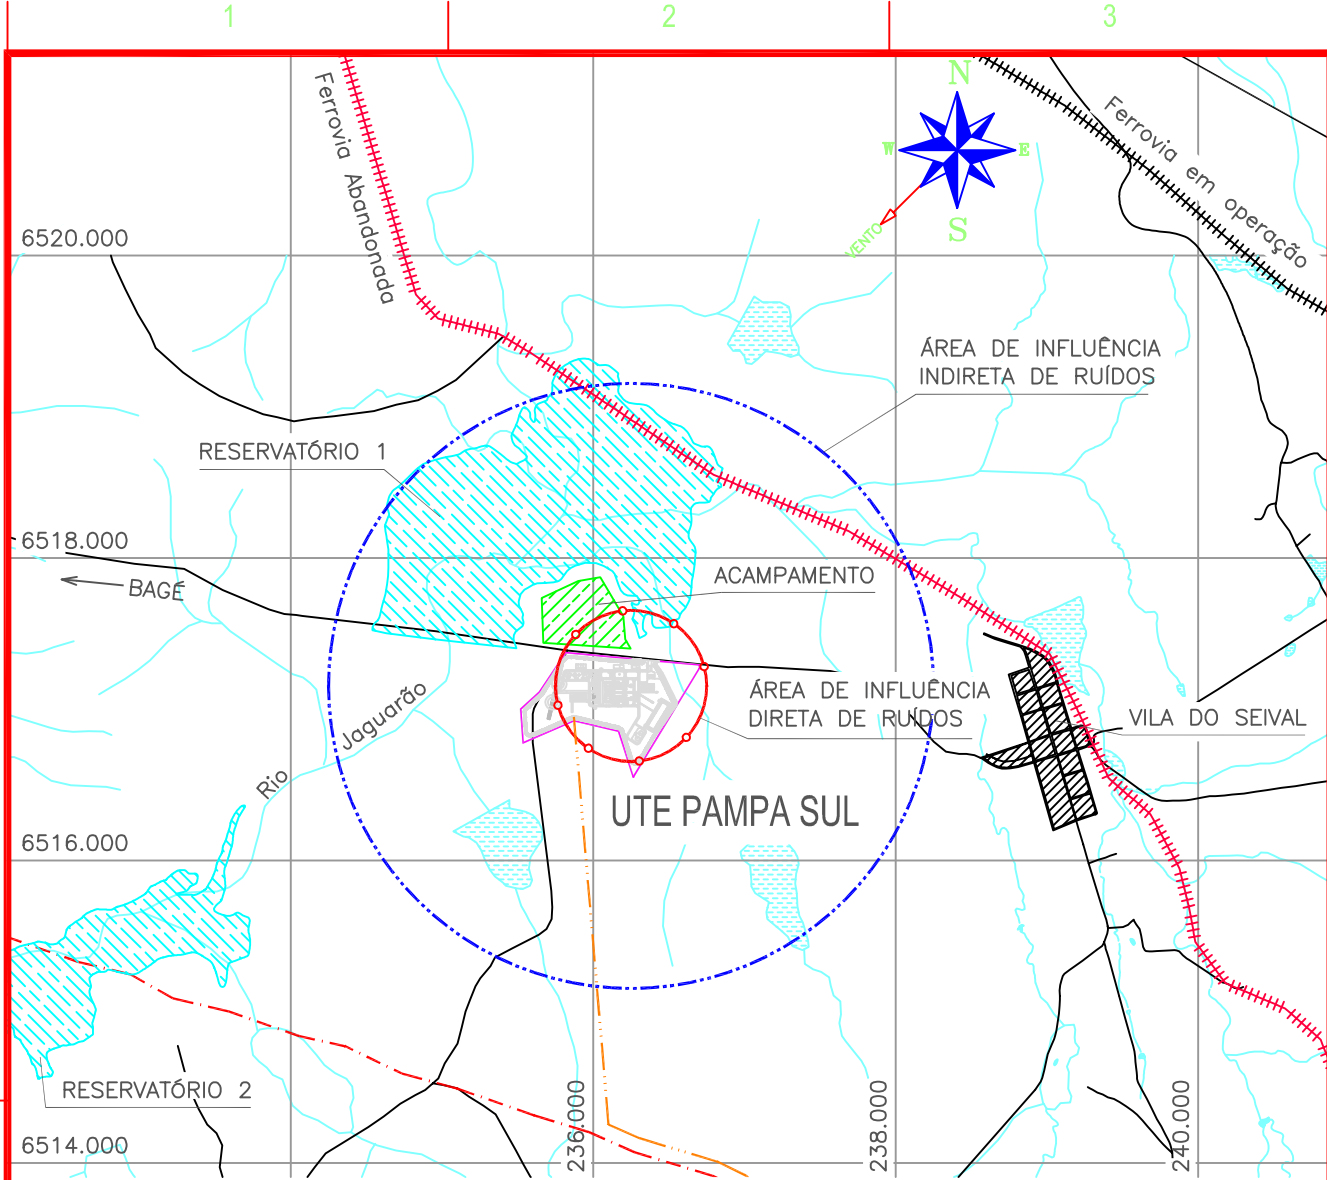 1
2
3
Ferrovia Abandonada
N
W
E
S
VENTO
Ferrovia em operação
6520.000
ÁREA DE INFLUÊNCIA
INDIRETA DE RUÍDOS
RESERVATÓRIO 1
6518.000
BAGÉ
ACAMPAMENTO
ÁREA DE INFLUÊNCIA
DIRETA DE RUÍDOS
VILA DO SEIVAL
Rio Jaguarão
UTE PAMPA SUL
6516.000
RESERVATÓRIO 2
6514.000
236.000
238.000
240.000